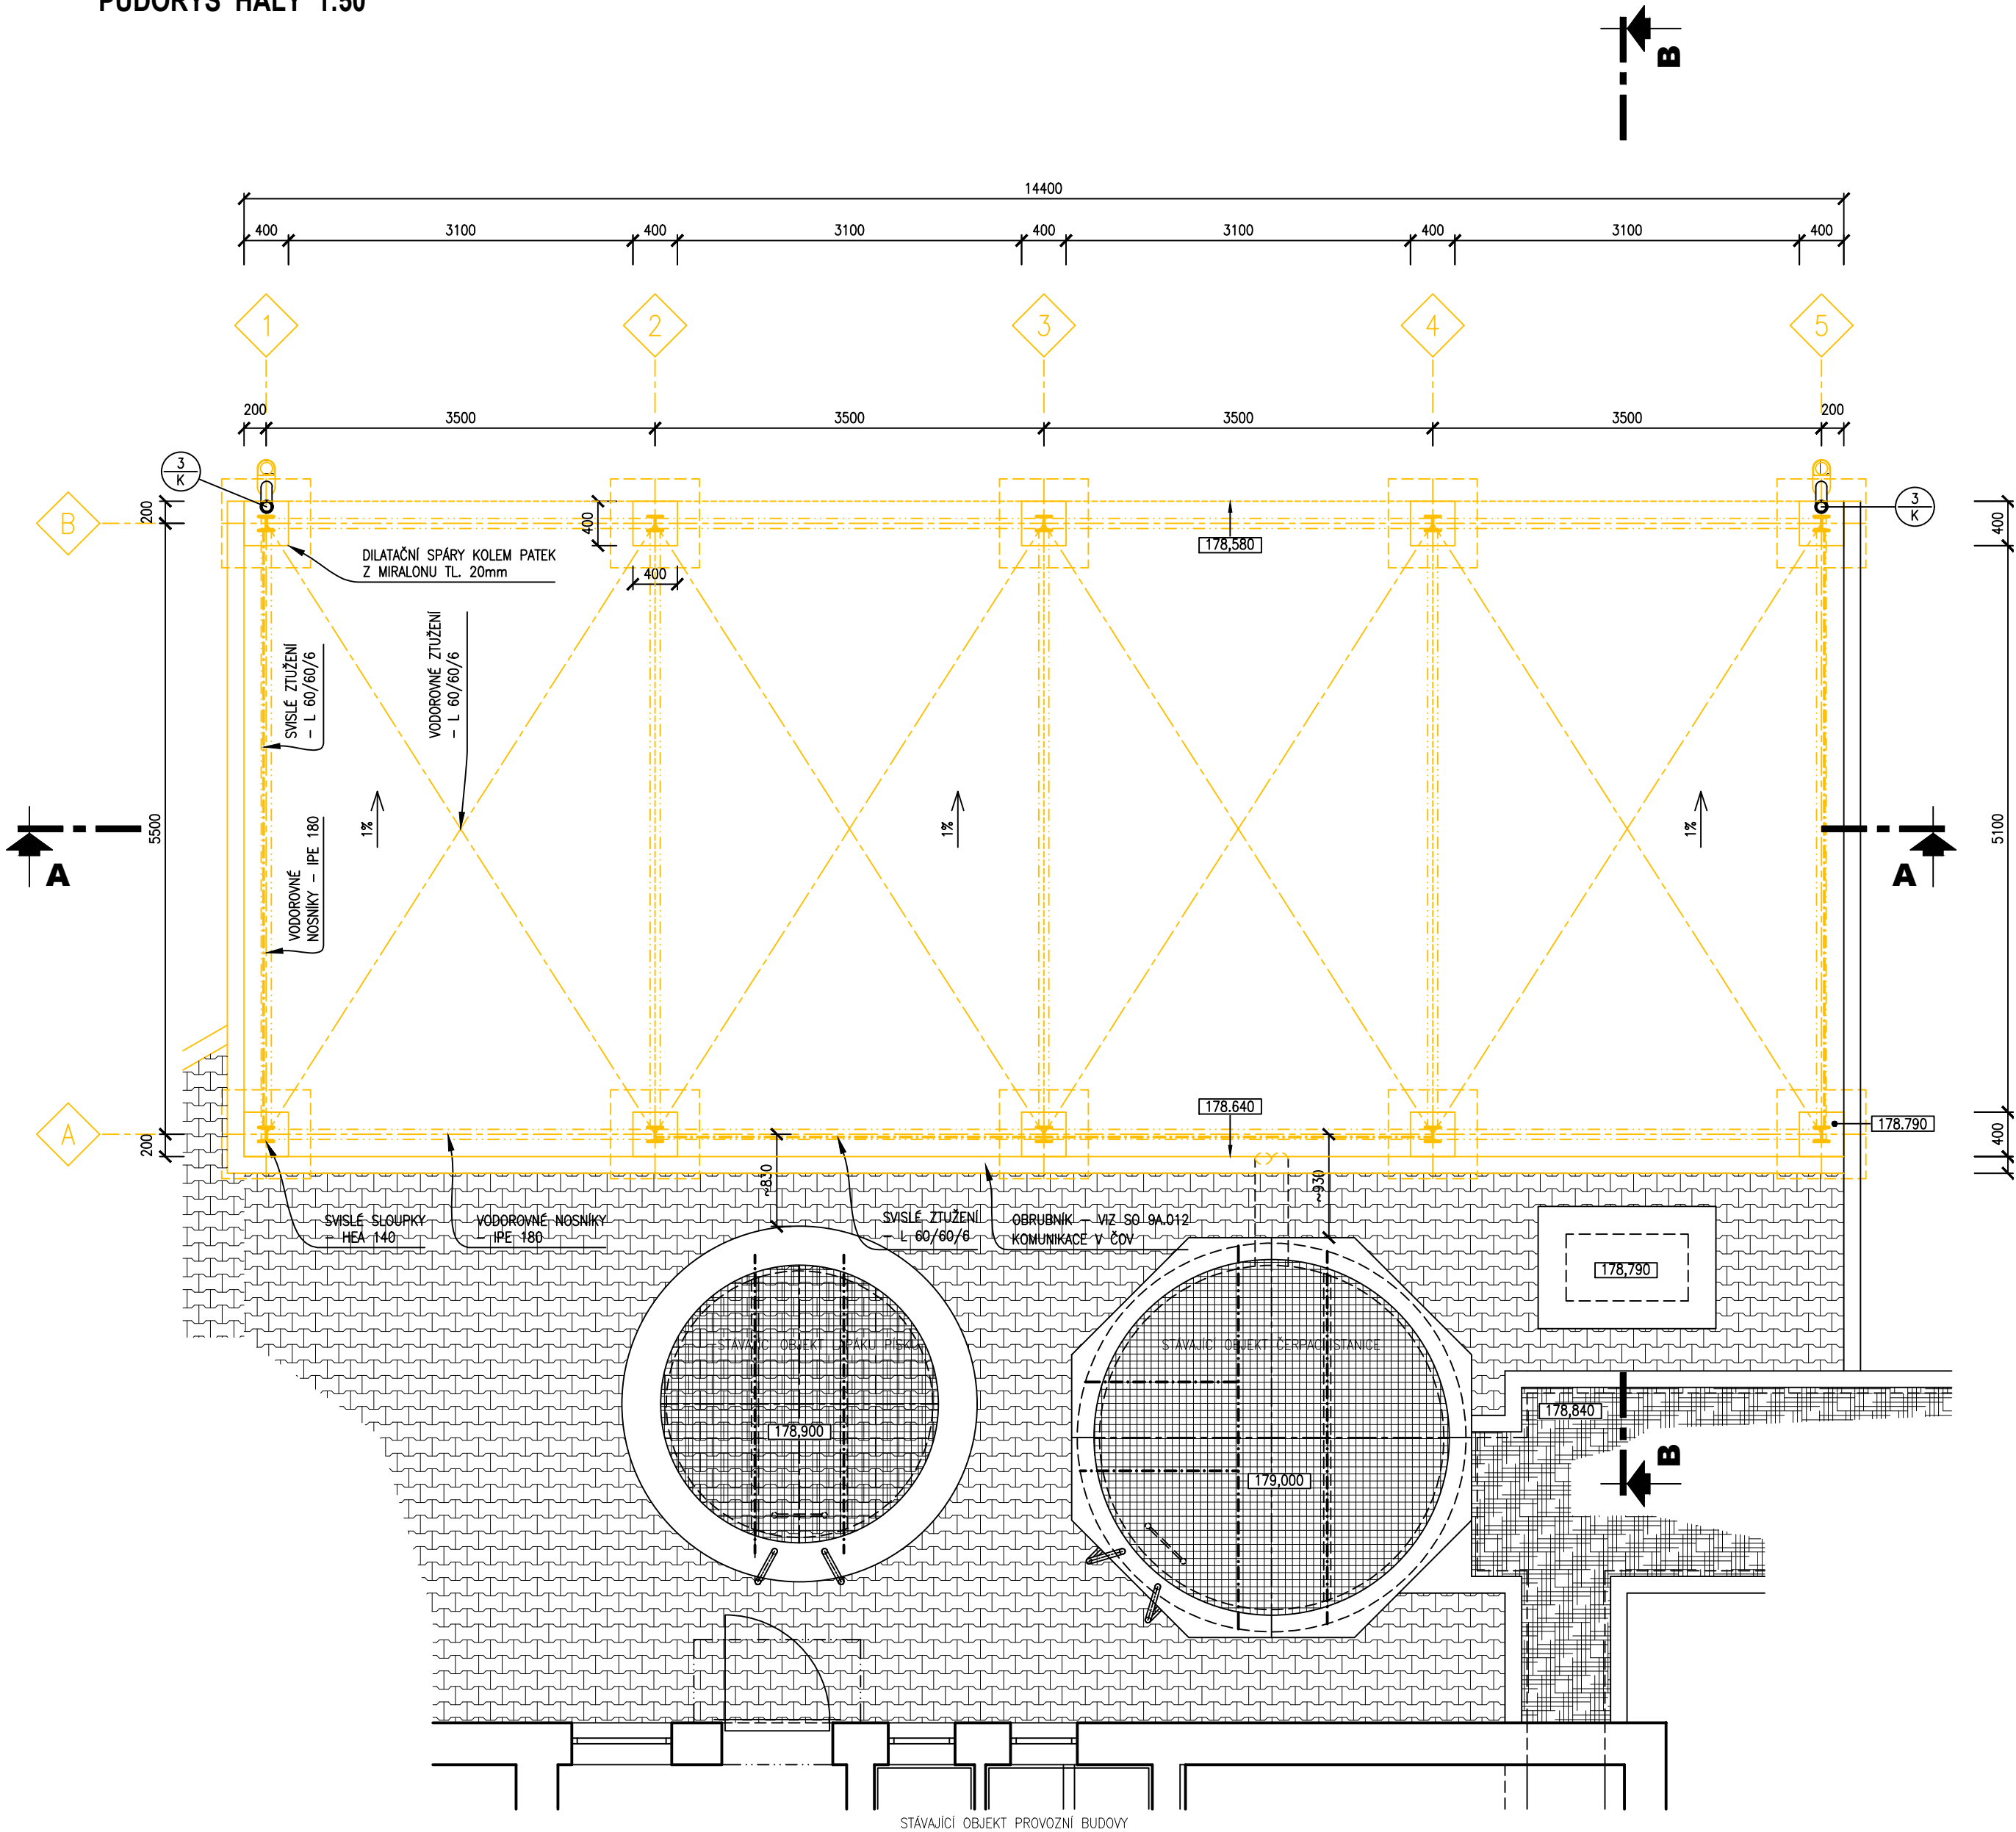 PŮDORYS HALY 1:50
B
14400
400
3100
400
3100
400
3100
400
3100
400
1
2
3
4
5
200
3500
3500
3500
3500
200
3
K
3
K
B
200
400
400
178,580
400
DILATAČNÍ SPÁRY KOLEM PATEK
Z MIRALONU TL. 20mm
SVISLÉ ZTUŽENÍ
– L 60/60/6
VODOROVNÉ ZTUŽENÍ
– L 60/60/6
VODOROVNÉ
NOSNÍKY – IPE 180
1%
1%
1%
5500
5100
A
A
A
200
178.640
178.790
400
~830
~930
SVISLÉ SLOUPKY
– HEA 140
VODOROVNÉ NOSNÍKY
– IPE 180
SVISLÉ ZTUŽENÍ
– L 60/60/6
OBRUBNÍK – VIZ SO 9A.012
KOMUNIKACE V ČOV
178,790
STÁVAJÍCÍ OBJEKT LAPÁKU PÍSKU
STÁVAJÍCÍ OBJEKT ČERPACÍ STANICE
178,840
178,900
179,000
B
STÁVAJÍCÍ OBJEKT PROVOZNÍ BUDOVY